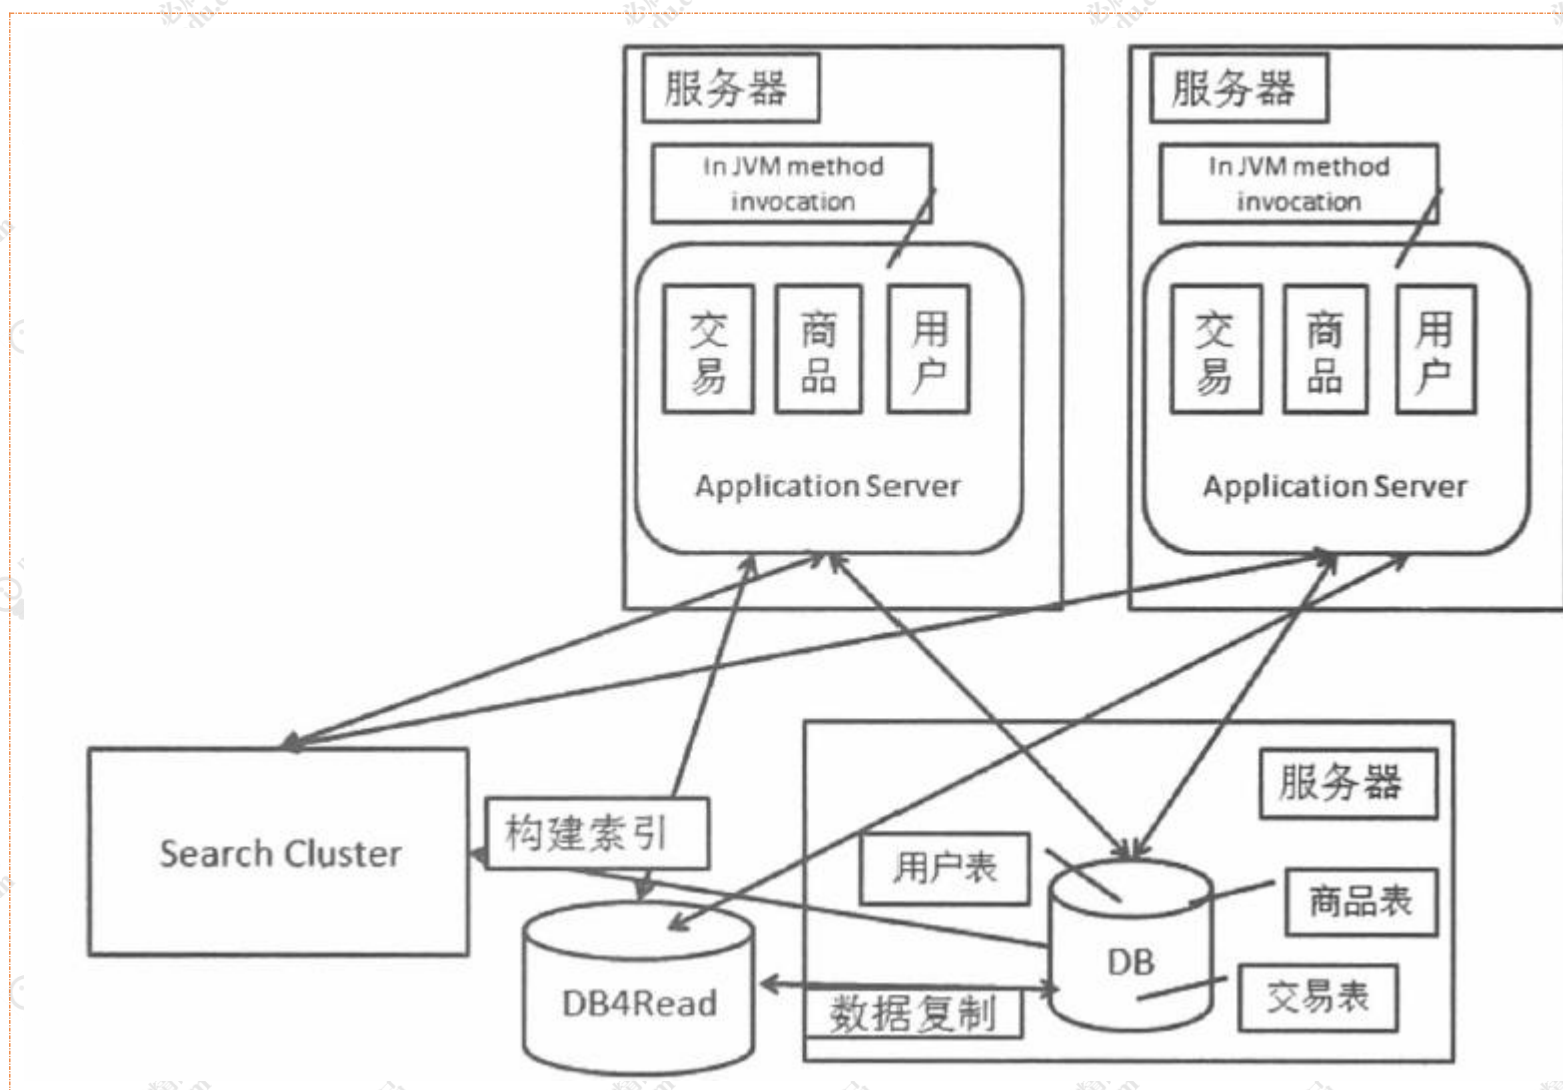 服务器
In JVM method
invocation
交
易
商
品
用
户
Application Server
服务器
In JVM method
invocation
交
易
商
品
用
户
Application Server
Search Cluster
构建索引
DB4Read
服务器
用户表
商品表
DB
交易表
数据复制